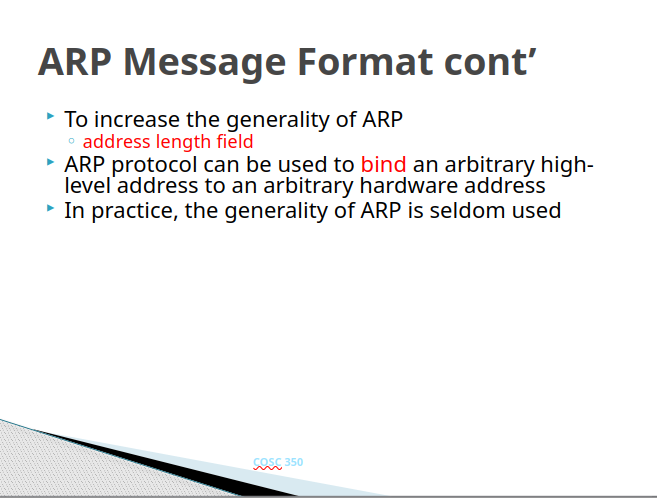 ARP Message Format cont’
To increase the generality of ARP
address length field
ARP protocol can be used to bind an arbitrary high-
level address to an arbitrary hardware address
In practice, the generality of ARP is seldom used
COSC 350